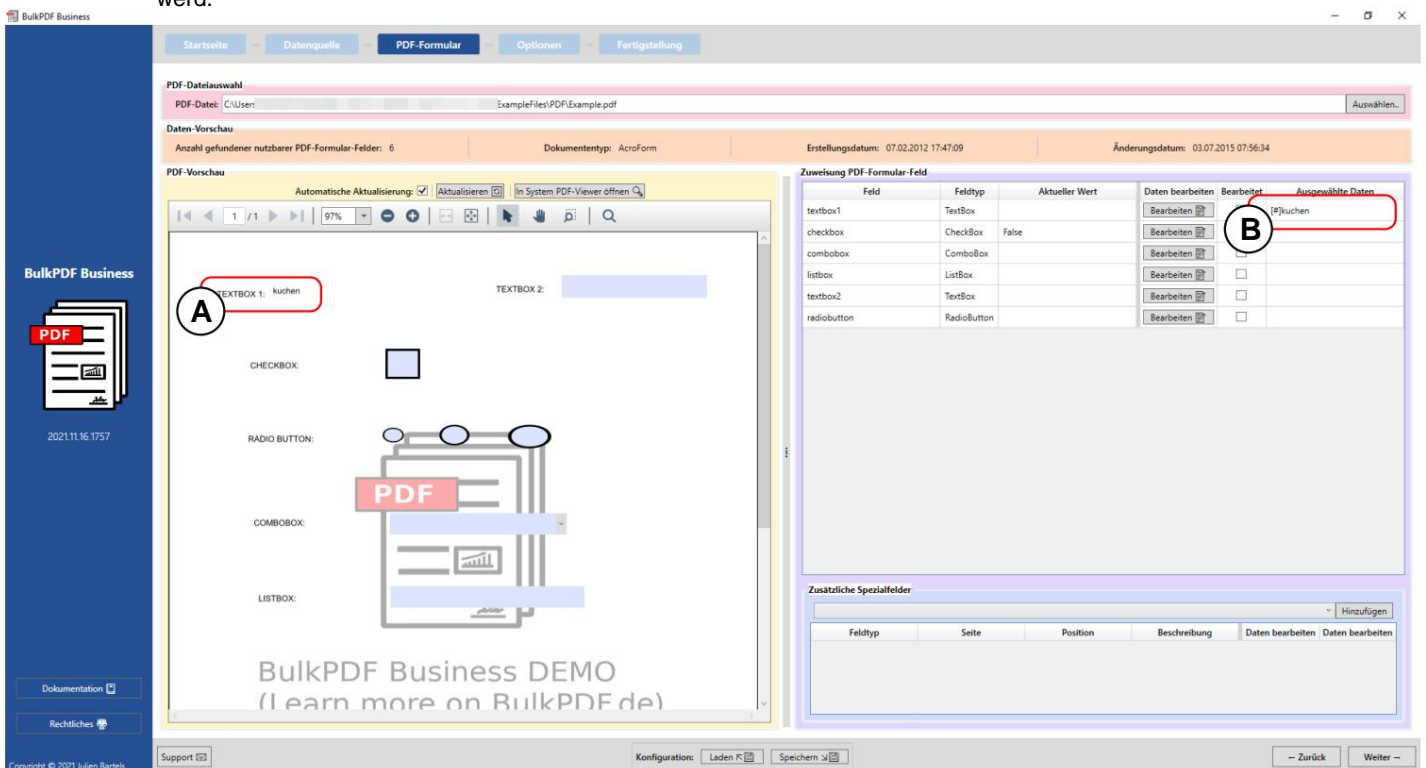 werd.
BulkPDF Business
Startseite
Datenquelle
PDF-Formular
Optionen
Fertigstellung
PDF-Dateiauswahl
PDF-Datei: C:\Users ExampleFiles\PDF\Example.pdf Auswählen..
Daten-Vorschau
Anzahl gefundener nutzbarer PDF-Formular-Felder: 6 Dokumententyp: AcroForm Erstellungsdatum: 07.02.2012 17:47:09 Änderungsdatum: 03.07.2015 07:56:34
PDF-Vorschau
Automatische Aktualisierung: Aktualisieren In System PDF-Viewer öffnen
1 / 1 97%
TEXTBOX 1: kuchen
TEXTBOX 2:
A
CHECKBOX:
RADIO BUTTON:
PDF
COMBOBOX:
LISTBOX:
BulkPDF Business DEMO
(Learn more on BulkPDF.de)
Zuweisung PDF-Formular-Feld
Feld Feldtyp Aktueller Wert Daten bearbeiten Bearbeitet Ausgewählte Daten
textbox1 TextBox Bearbeiten [#]kuchen
B
checkbox CheckBox False Bearbeiten
combobox ComboBox Bearbeiten
listbox ListBox Bearbeiten
textbox2 TextBox Bearbeiten
radiobutton RadioButton Bearbeiten
Zusätzliche Spezialfelder
Hinzufügen
Feldtyp Seite Position Beschreibung Daten bearbeiten Daten bearbeiten
BulkPDF Business
PDF
2021.11.16.1757
Dokumentation
Rechtliches
Copyright © 2021 Julien Bartels
Support
Konfiguration: Laden Speichern
← Zurück Weiter →